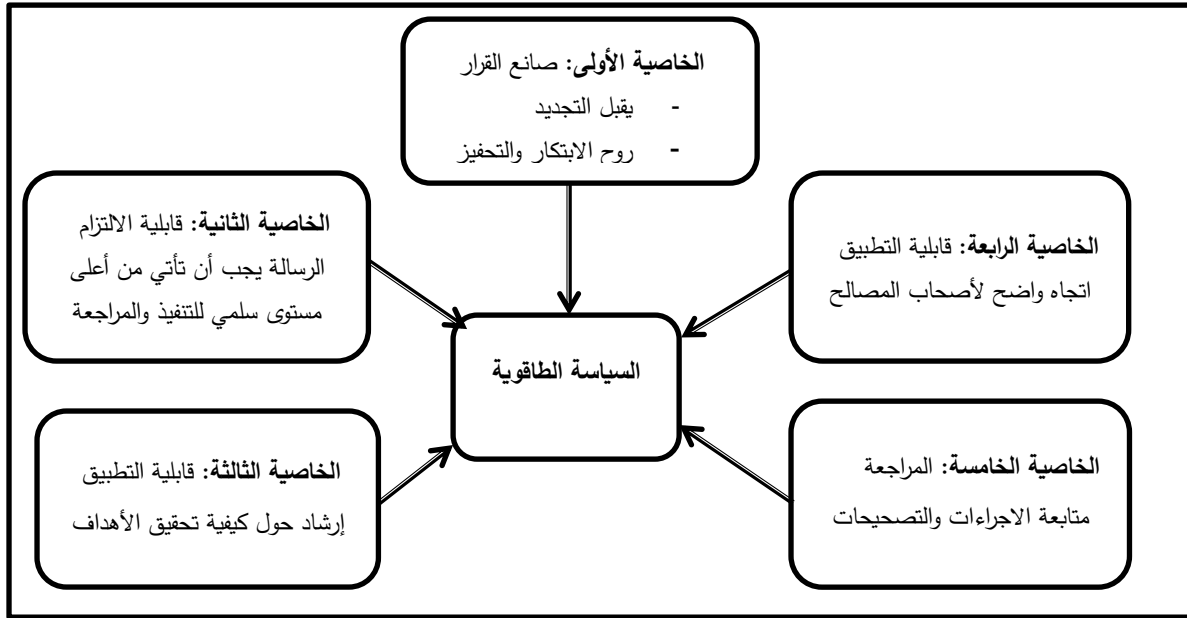 الخاصية الأولى: صانع القرار
- يقبل التجديد
- روح الابتكار والتحفيز
الخاصية الثانية: قابلية الالتزام
الرسالة يجب أن تأتي من أعلى
مستوى سلمي للتنفيذ والمراجعة
الخاصية الرابعة: قابلية التطبيق
اتجاه واضح لأصحاب المصالح
السياسة الطاقوية
الخاصية الثالثة: قابلية التطبيق
إرشاد حول كيفية تحقيق الأهداف
الخاصية الخامسة: المراجعة
متابعة الاجراءات والتصحيحات